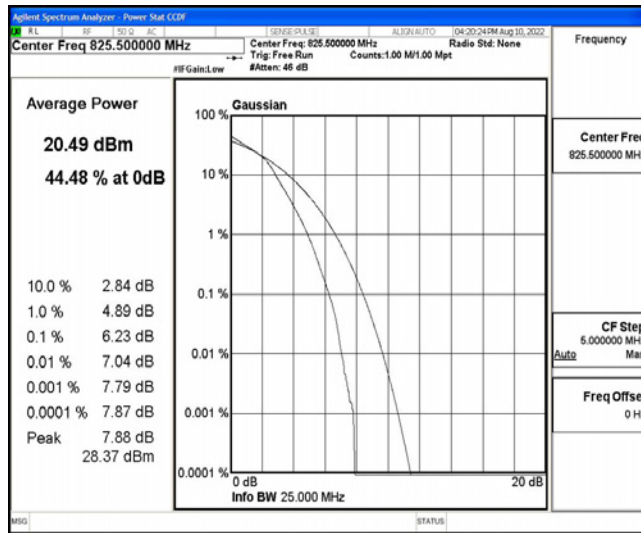 Agilent Spectrum Analyzer - Power Stat CCDF
RL RF 50 Ω AC SENSE:PULSE ALIGN AUTO 04:20:24 PM Aug 10, 2022
Center Freq 825.500000 MHz
Center Freq: 825.500000 MHz Radio Std: None
Trig: Free Run Counts:1.00 M/1.00 Mpt
#IFGain:Low #Atten: 46 dB
Frequency
Average Power
20.49 dBm
44.48 % at 0dB
10.0 % 2.84 dB
1.0 % 4.89 dB
0.1 % 6.23 dB
0.01 % 7.04 dB
0.001 % 7.79 dB
0.0001 % 7.87 dB
Peak 7.88 dB
28.37 dBm
Gaussian
100 %
10 %
1 %
0.1 %
0.01 %
0.001 %
0.0001 %
0 dB 20 dB
Info BW 25.000 MHz
Center Fre
825.500000 MH
CF Step
5.000000 MH
Auto Ma
Freq Offse
0 H
MSG STATUS